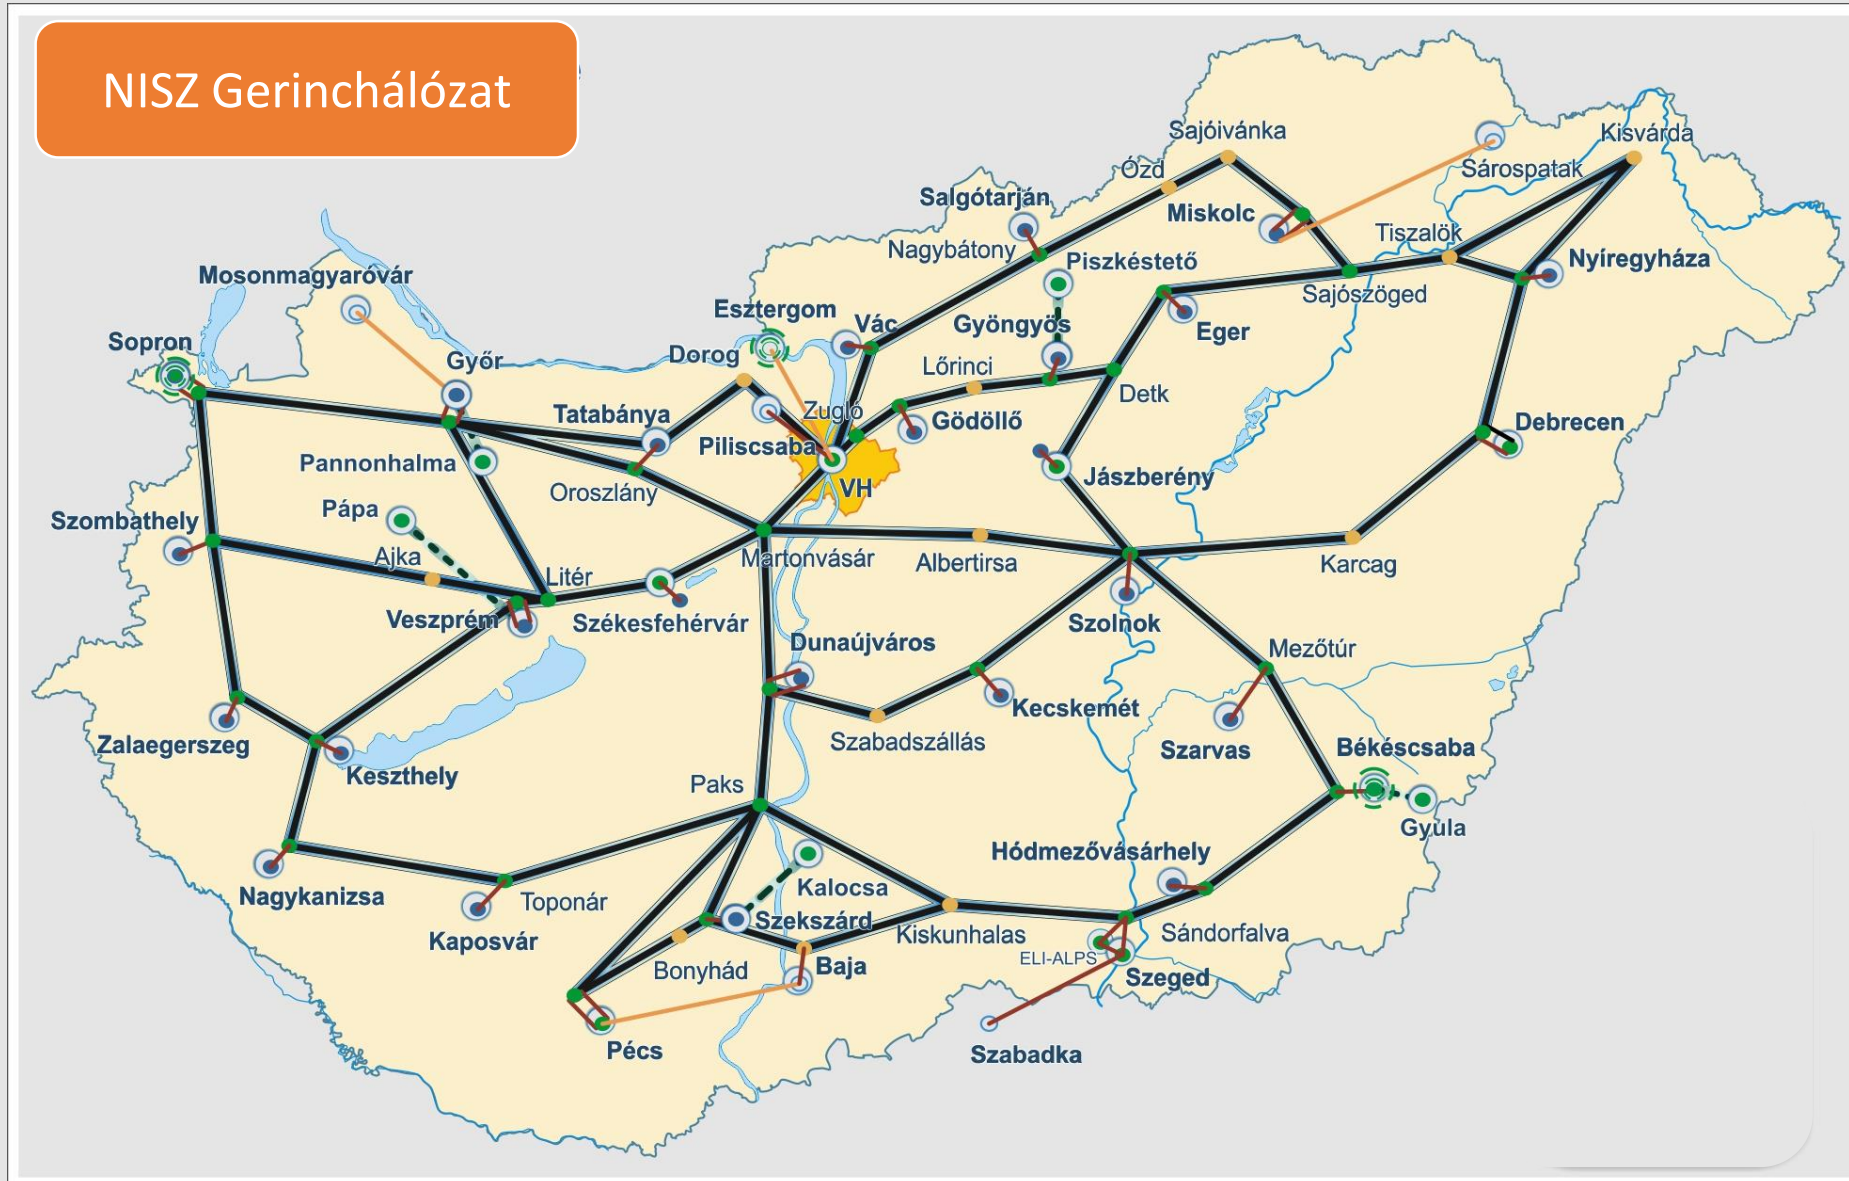 NISZ Gerinchálózat
Sajóivánka
Kisvárda
Ózd
Sárospatak
Salgótarján
Miskolc
Tiszalök
Nagybátony
Piszkéstető
Nyíregyháza
Mosonmagyaróvár
Sajószöged
Esztergom
Vác
Gyöngyös
Eger
Sopron
Dorog
Győr
Lőrinci
Detk
Tatabánya
Zugló
Gödöllő
Debrecen
Piliscsaba
Pannonhalma
Jászberény
Oroszlány
VH
Pápa
Szombathely
Ajka
Martonvásár
Albertirsa
Karcag
Litér
Veszprém
Székesfehérvár
Szolnok
Dunaújváros
Mezőtúr
Kecskemét
Szabadszállás
Zalaegerszeg
Szarvas
Békéscsaba
Keszthely
Paks
Gyula
Hódmezővásárhely
Nagykanizsa
Toponár
Kalocsa
Szekszárd
Kaposvár
Kiskunhalas
Sándorfalva
Bonyhád
Baja
ELI-ALPS
Szeged
Pécs
Szabadka